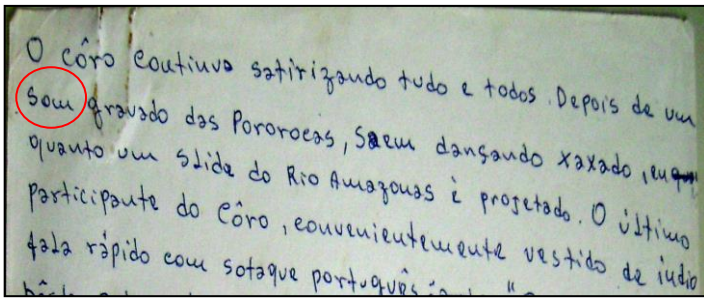 O côro continua satirizando tudo e todos. Depois de um
som gravado das Pororocas, saem dançando xaxado, en
quanto um slide do Rio Amazonas é projetado. O último
participante do Côro, convenientemente vestido de índio
fala rápido com sotaque português